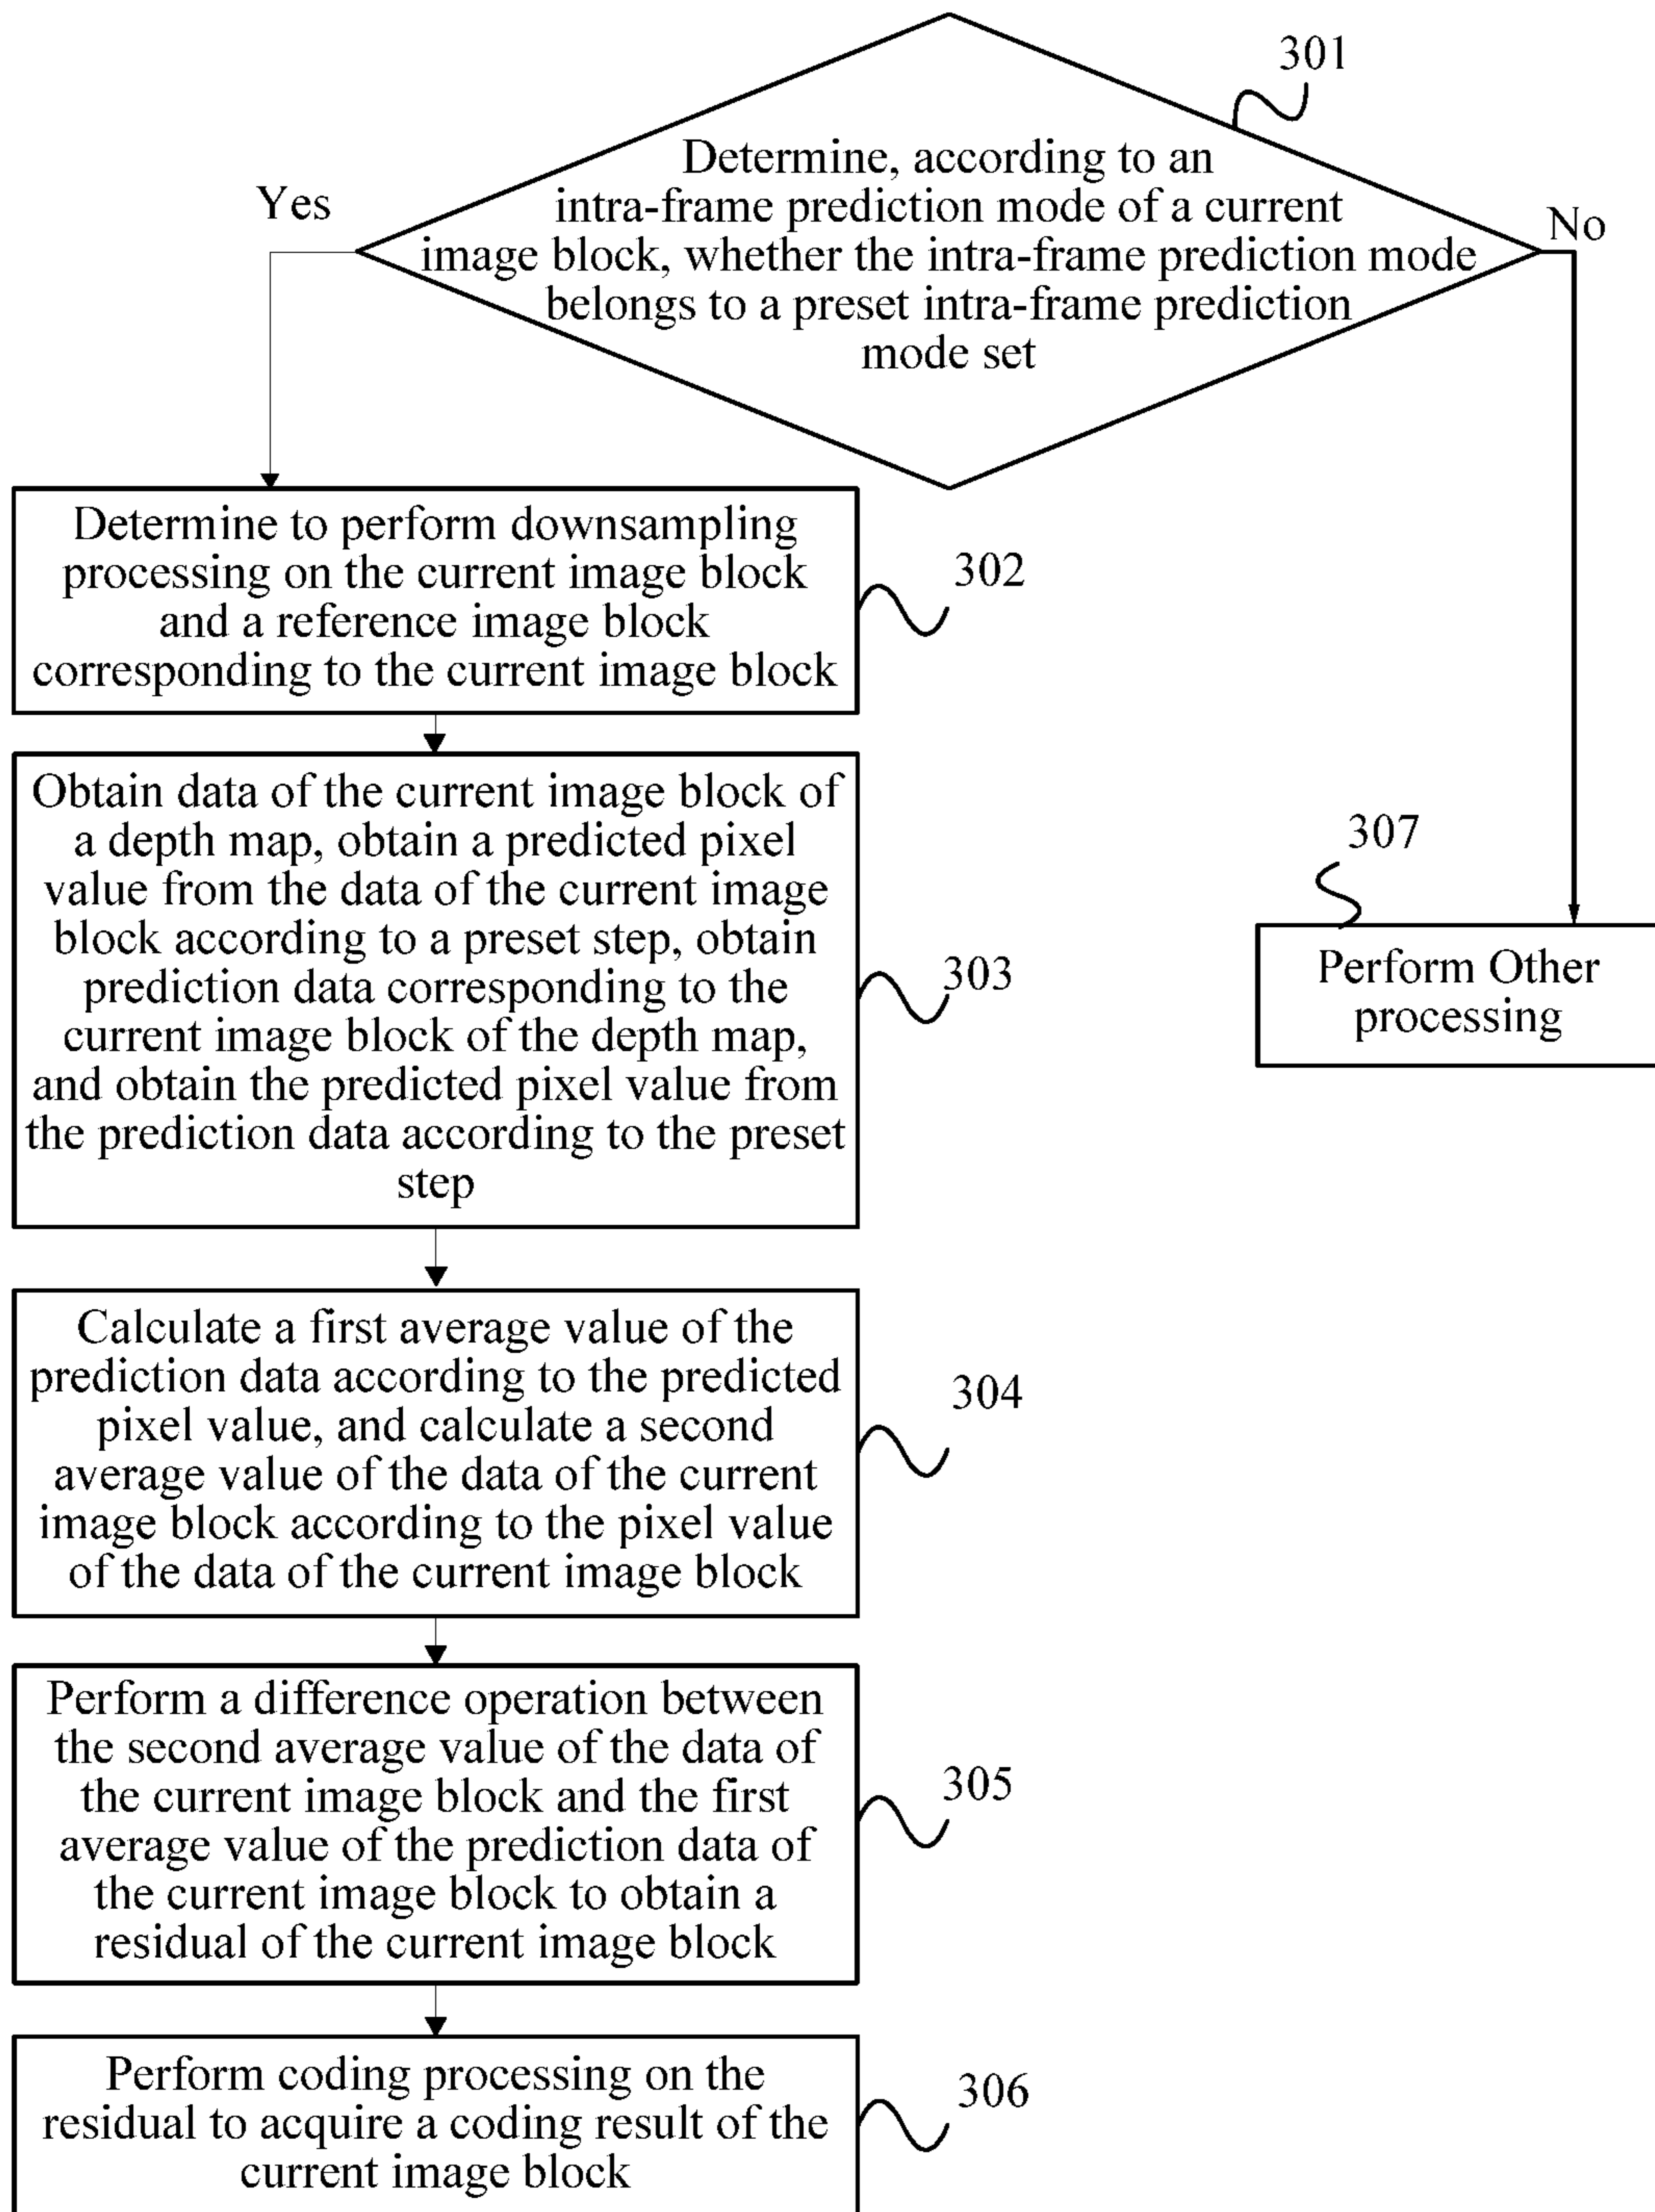 301
Determine, according to an
intra-frame prediction mode of a current
image block, whether the intra-frame prediction mode
belongs to a preset intra-frame prediction
mode set
Yes
No
Determine to perform downsampling
processing on the current image block
and a reference image block
corresponding to the current image block
302
Obtain data of the current image block of
a depth map, obtain a predicted pixel
value from the data of the current image
block according to a preset step, obtain
prediction data corresponding to the
current image block of the depth map,
and obtain the predicted pixel value from
the prediction data according to the preset
step
303
307
Perform Other
processing
Calculate a first average value of the
prediction data according to the predicted
pixel value, and calculate a second
average value of the data of the current
image block according to the pixel value
of the data of the current image block
304
Perform a difference operation between
the second average value of the data of
the current image block and the first
average value of the prediction data of
the current image block to obtain a
residual of the current image block
305
Perform coding processing on the
residual to acquire a coding result of the
current image block
306